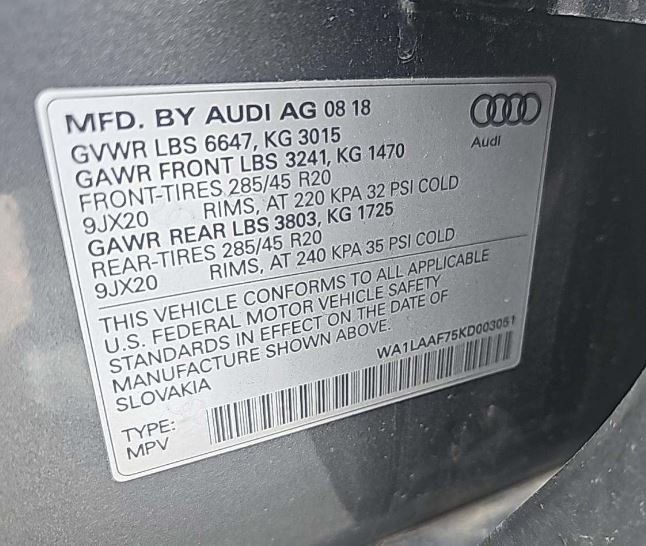 MFD. BY AUDI AG 08 18
GVWR LBS 6647, KG 3015
GAWR FRONT LBS 3241, KG 1470
FRONT-TIRES 285/45 R20
9JX20 RIMS, AT 220 KPA 32 PSI COLD
GAWR REAR LBS 3803, KG 1725
REAR-TIRES 285/45 R20
9JX20 RIMS, AT 240 KPA 35 PSI COLD
Audi
THIS VEHICLE CONFORMS TO ALL APPLICABLE
U.S. FEDERAL MOTOR VEHICLE SAFETY
STANDARDS IN EFFECT ON THE DATE OF
MANUFACTURE SHOWN ABOVE.
SLOVAKIA
WA1LAAF75KD003051
TYPE:
MPV